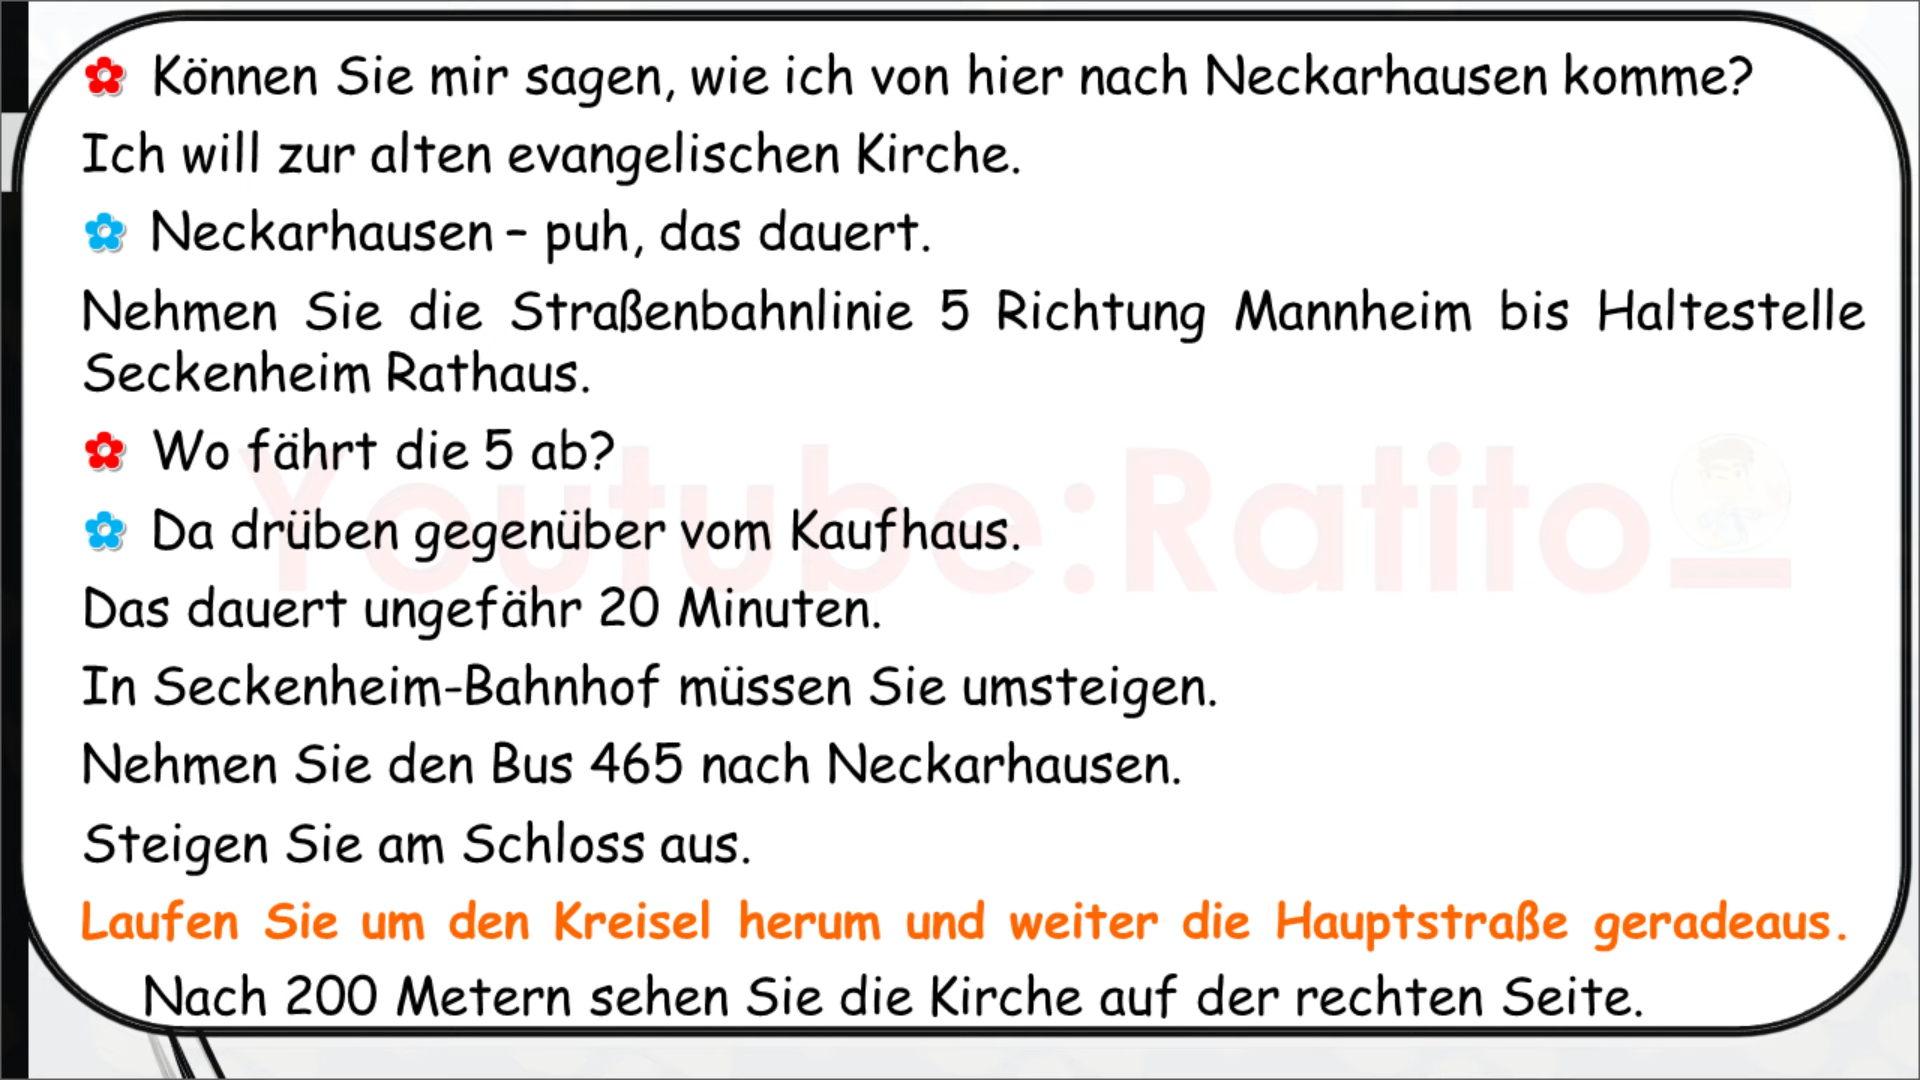 Können Sie mir sagen, wie ich von hier nach Neckarhausen komme?
Ich will zur alten evangelischen Kirche.
Neckarhausen – puh, das dauert.
Nehmen Sie die Straßenbahnlinie 5 Richtung Mannheim bis Haltestelle
Seckenheim Rathaus.
Wo fährt die 5 ab?
Youtube:Ratito
Da drüben gegenüber vom Kaufhaus.
Das dauert ungefähr 20 Minuten.
In Seckenheim-Bahnhof müssen Sie umsteigen.
Nehmen Sie den Bus 465 nach Neckarhausen.
Steigen Sie am Schloss aus.
Laufen Sie um den Kreisel herum und weiter die Hauptstraße geradeaus.
Nach 200 Metern sehen Sie die Kirche auf der rechten Seite.